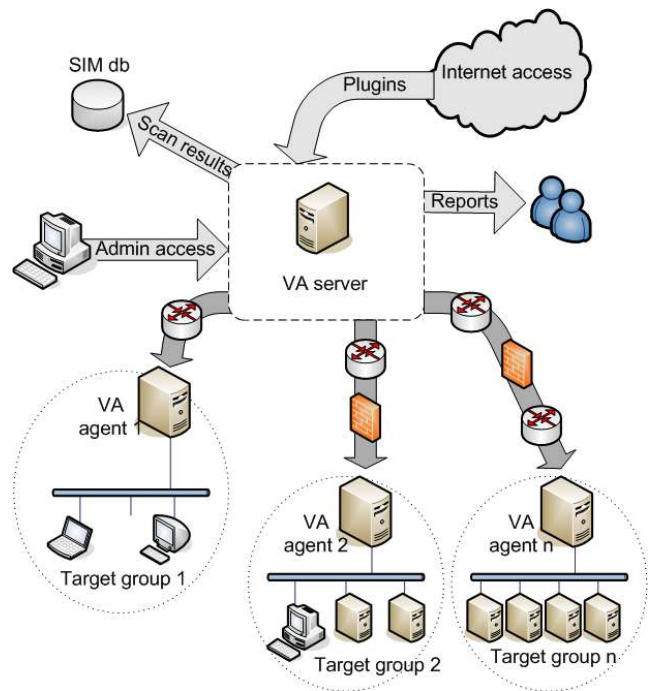 SIM db
Internet access
Plugins
Scan results
Reports
Admin access
VA server
VA
agent 1
VA
agent 2
VA
agent n
Target group 1
Target group 2
Target group n